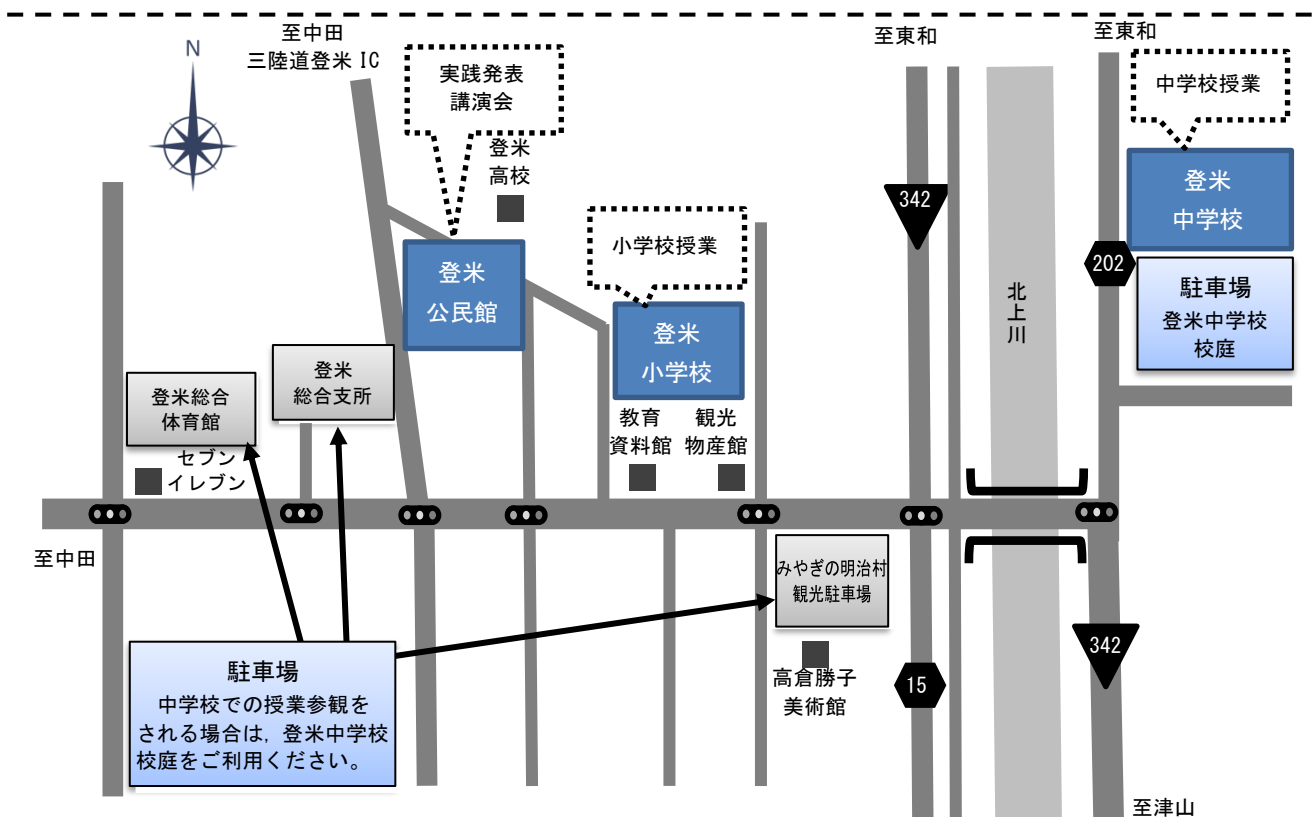 至中田
三陸道登米 IC
至東和
至東和
N
実践発表
講演会
中学校授業
登米
高校
342
登米
中学校
小学校授業
登米
公民館
202
駐車場
登米中学校
校庭
北上川
登米
小学校
登米
総合支所
登米総合
体育館
教育
資料館
観光
物産館
セブン
イレブン
至中田
みやぎの明治村
観光駐車場
駐車場
中学校での授業参観を
される場合は，登米中学校
校庭をご利用ください。
高倉勝子
美術館
15
342
至津山